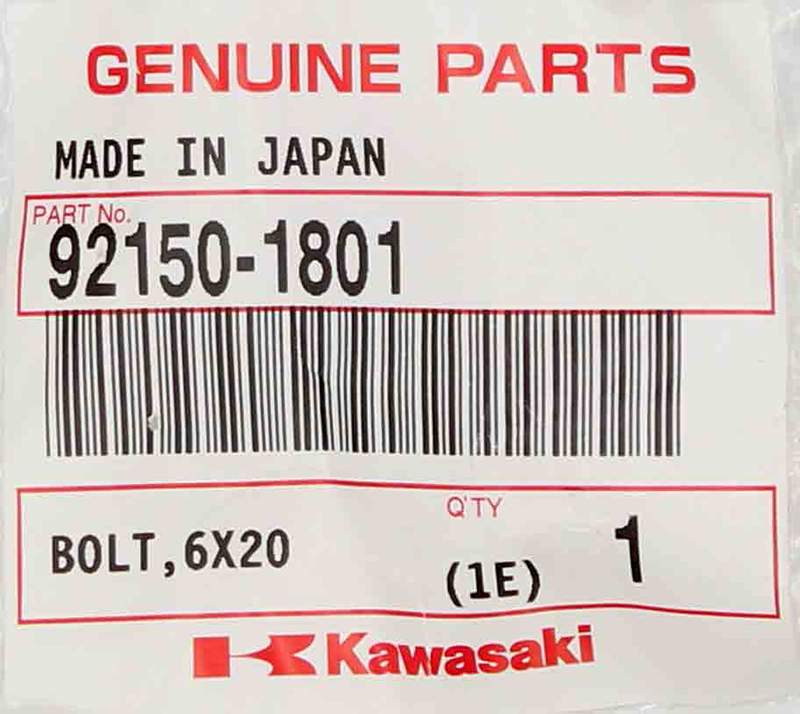 GENUINE PARTS
MADE IN JAPAN
PART No.
92150-1801
BOLT,6X20
Q'TY
(1E) 1
Kawasaki